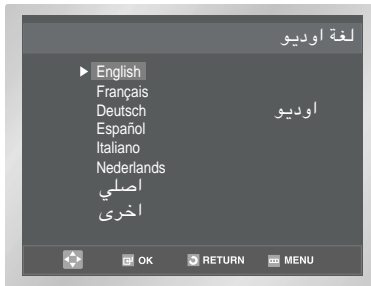 لغة اوديو
English
Français
Deutsch
اوديو
Español
Italiano
Nederlands
اصلي
اخرى
OK RETURN MENU